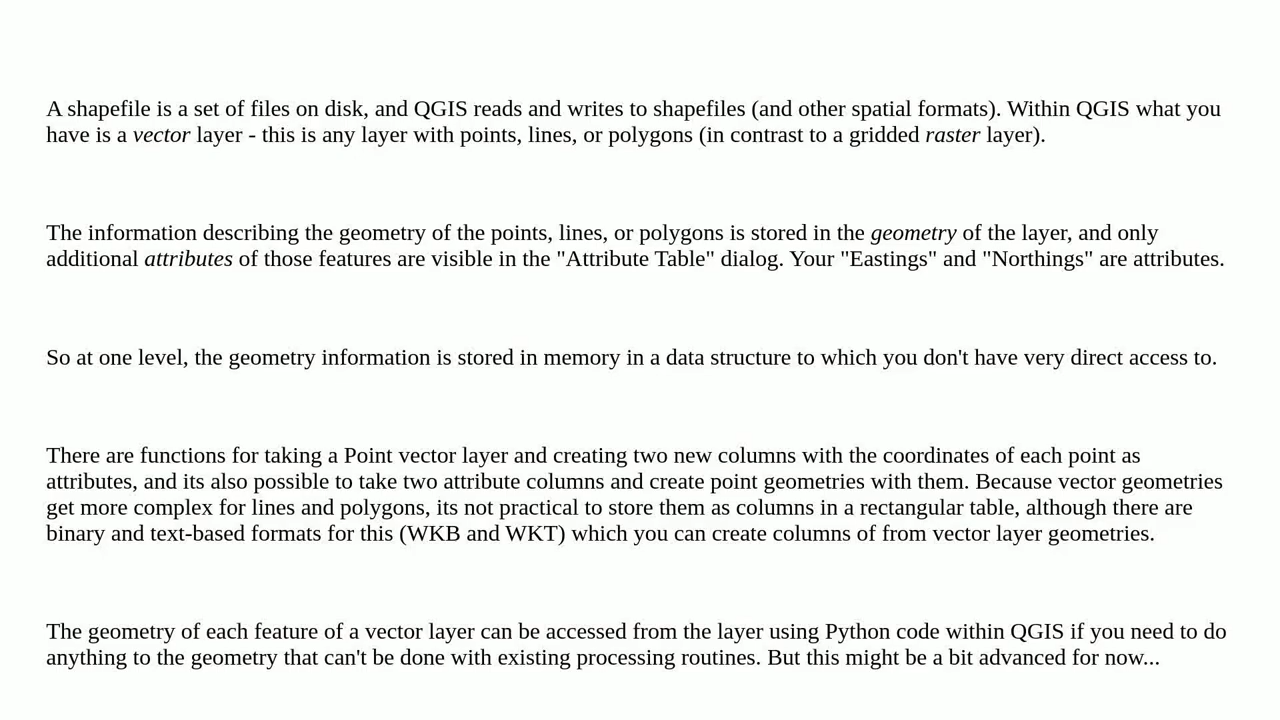 A shapefile is a set of files on disk, and QGIS reads and writes to shapefiles (and other spatial formats). Within QGIS what you
have is a vector layer - this is any layer with points, lines, or polygons (in contrast to a gridded raster layer).
The information describing the geometry of the points, lines, or polygons is stored in the geometry of the layer, and only
additional attributes of those features are visible in the "Attribute Table" dialog. Your "Eastings" and "Northings" are attributes.
So at one level, the geometry information is stored in memory in a data structure to which you don't have very direct access to.
There are functions for taking a Point vector layer and creating two new columns with the coordinates of each point as
attributes, and its also possible to take two attribute columns and create point geometries with them. Because vector geometries
get more complex for lines and polygons, its not practical to store them as columns in a rectangular table, although there are
binary and text-based formats for this (WKB and WKT) which you can create columns of from vector layer geometries.
The geometry of each feature of a vector layer can be accessed from the layer using Python code within QGIS if you need to do
anything to the geometry that can't be done with existing processing routines. But this might be a bit advanced for now...